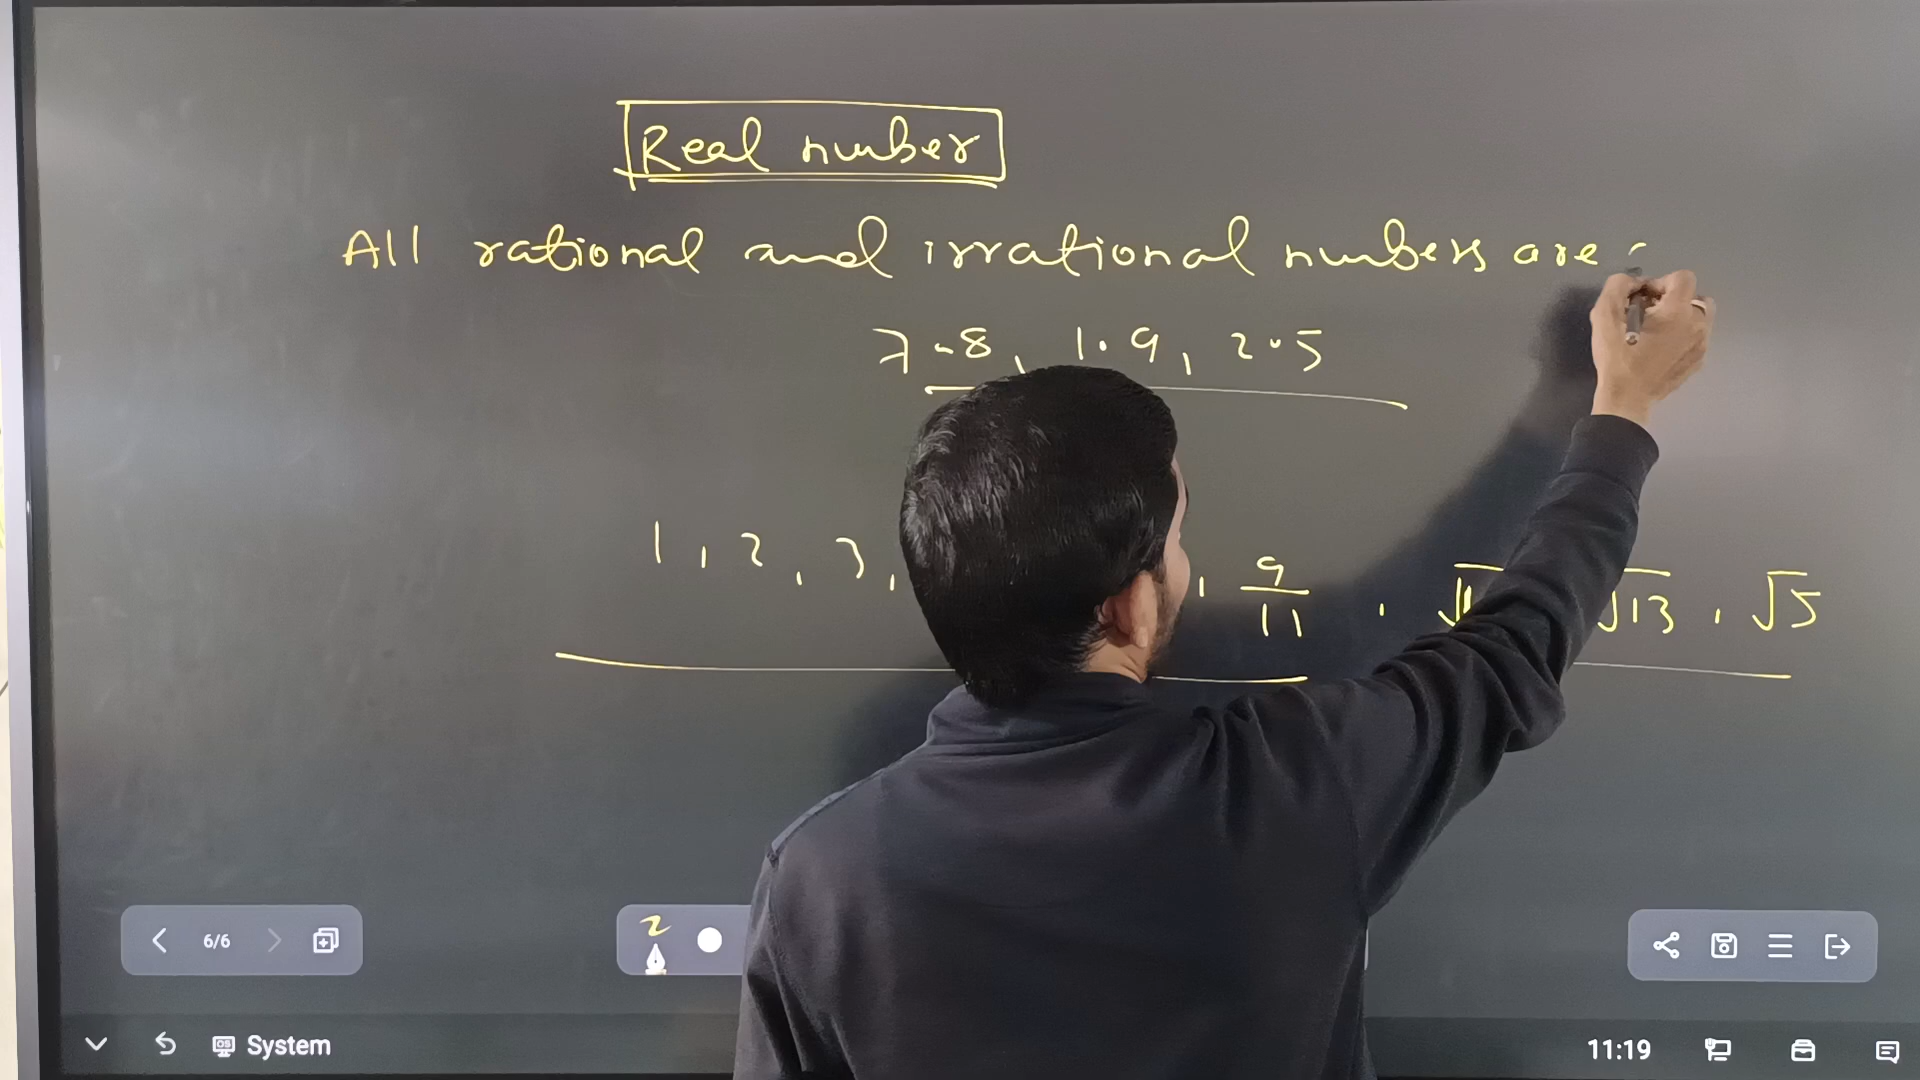 Real number
All rational and irrational numbers are
7.8, 1.9, 2.5
1, 2, 3, , 9/11, √13, √5
6/6
2
System
11:19